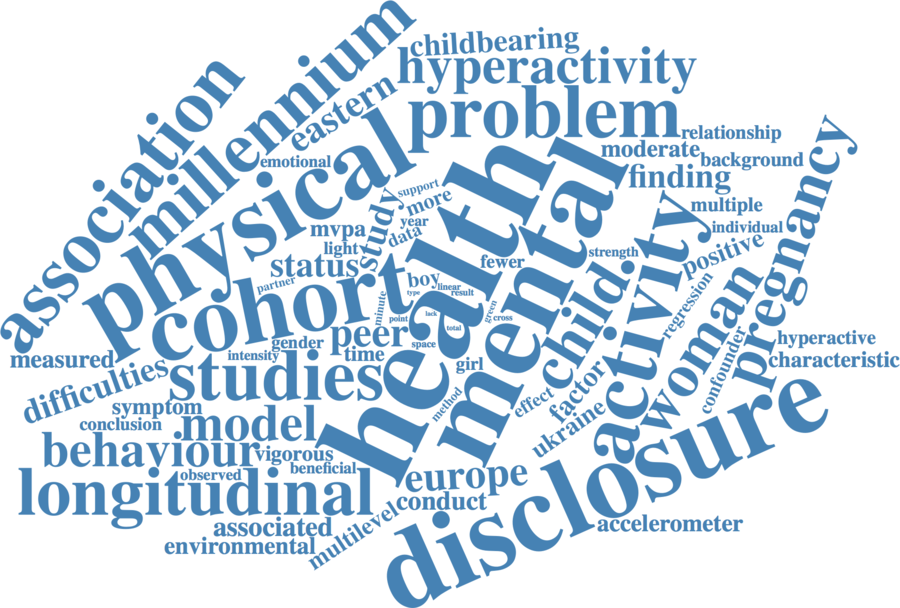 millennium
association
childbearing
hyperactivity
eastern
problem
physical
emotional
relationship
moderate
background
finding
pregnancy
support
more
study
mvpa
year
data
light
multiple
individual
positive
health
mental
status
fewer
strength
partner
cohort
boy
linear
type
result
child
activity
regression
woman
minute
point
lack
total
green
cross
gender
peer
space
intensity
time
girl
measured
hyperactive
characteristic
confounder
difficulties
studies
symptom
conclusion
model
method
effect
factor
ukraine
disclosure
behaviour
vigorous
observed
beneficial
europe
longitudinal
conduct
multilevel
associated
environmental
accelerometer